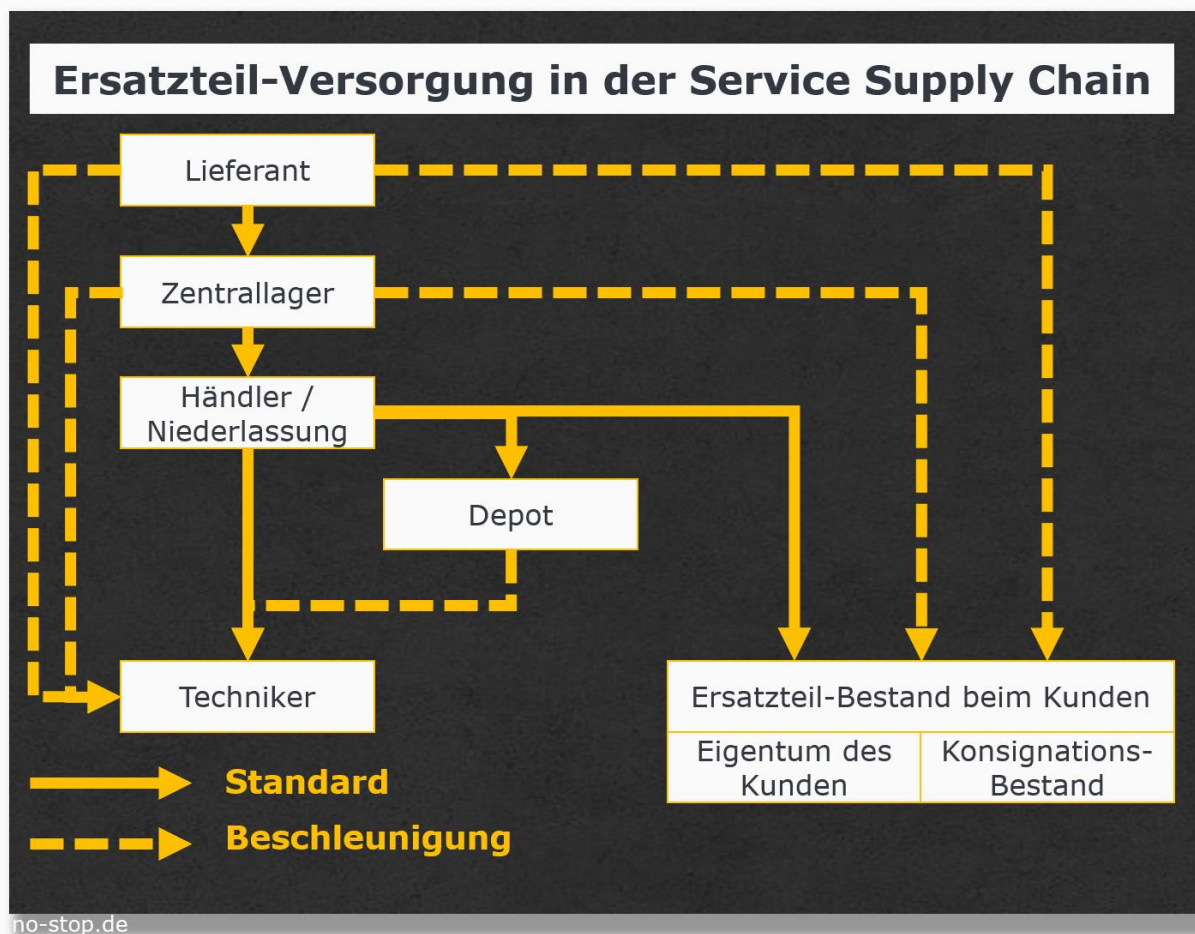 Ersatzteil-Versorgung in der Service Supply Chain
Lieferant
Zentrallager
Händler /
Niederlassung
Depot
Techniker
Ersatzteil-Bestand beim Kunden
Eigentum des
Kunden
Konsignations-
Bestand
Standard
Beschleunigung
no-stop.de